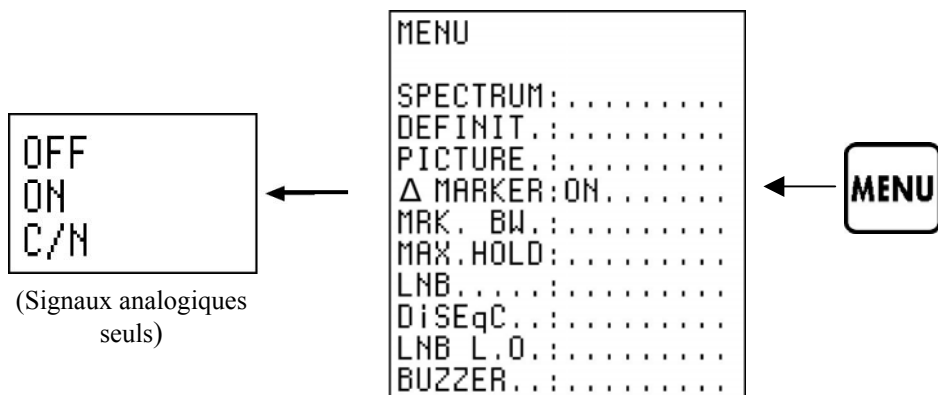 OFF
ON
C/N
(Signaux analogiques
seuls)
MENU
SPECTRUM:.........
DEFINIT.:.........
PICTURE.:.........
Δ MARKER:ON.......
MRK. BW.:.........
MAX.HOLD:.........
LNB.....:.........
DiSEqC..:.........
LNB L.O.:.........
BUZZER..:.........
MENU